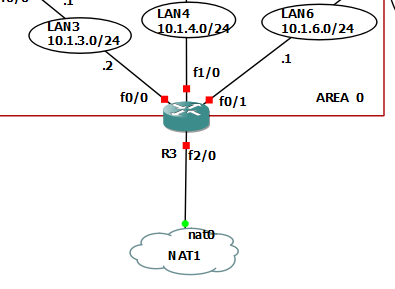 .1
LAN3
10.1.3.0/24
LAN4
10.1.4.0/24
LAN6
10.1.6.0/24
.2
f1/0
.1
f0/0
f0/1
AREA 0
R3
f2/0
nat0
NAT1